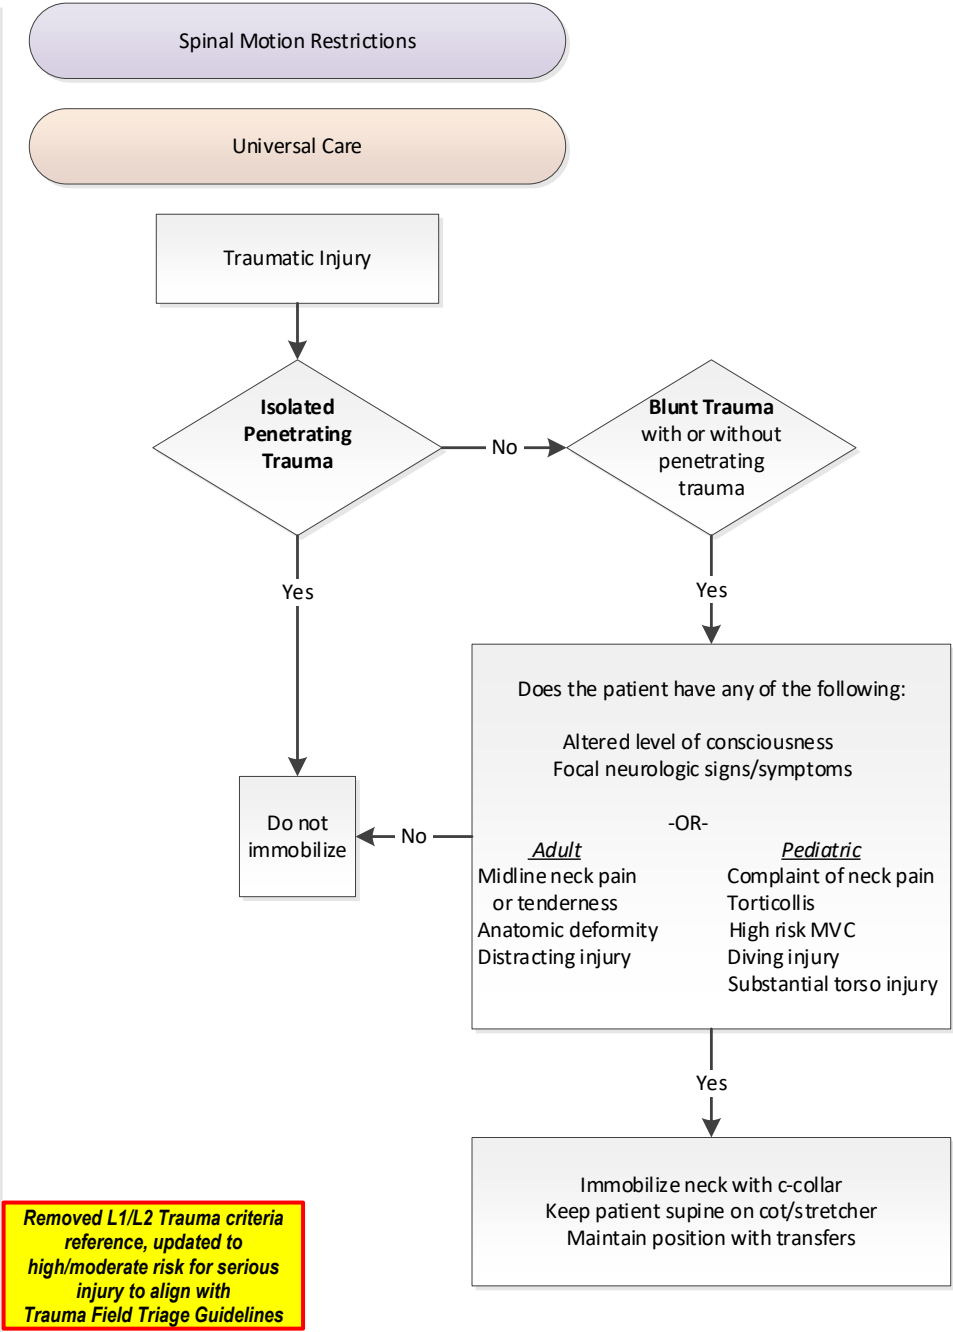 Spinal Motion Restrictions
Universal Care
Traumatic Injury
Isolated
Penetrating
Trauma
No
Blunt Trauma
with or without
penetrating
trauma
Yes
Yes
Does the patient have any of the following:
Altered level of consciousness
Focal neurologic signs/symptoms
-OR-
Adult
Midline neck pain
or tenderness
Anatomic deformity
Distracting injury
Pediatric
Complaint of neck pain
Torticollis
High risk MVC
Diving injury
Substantial torso injury
No
Do not
immobilize
Yes
Immobilize neck with c-collar
Keep patient supine on cot/stretcher
Maintain position with transfers
Removed L1/L2 Trauma criteria
reference, updated to
high/moderate risk for serious
injury to align with
Trauma Field Triage Guidelines